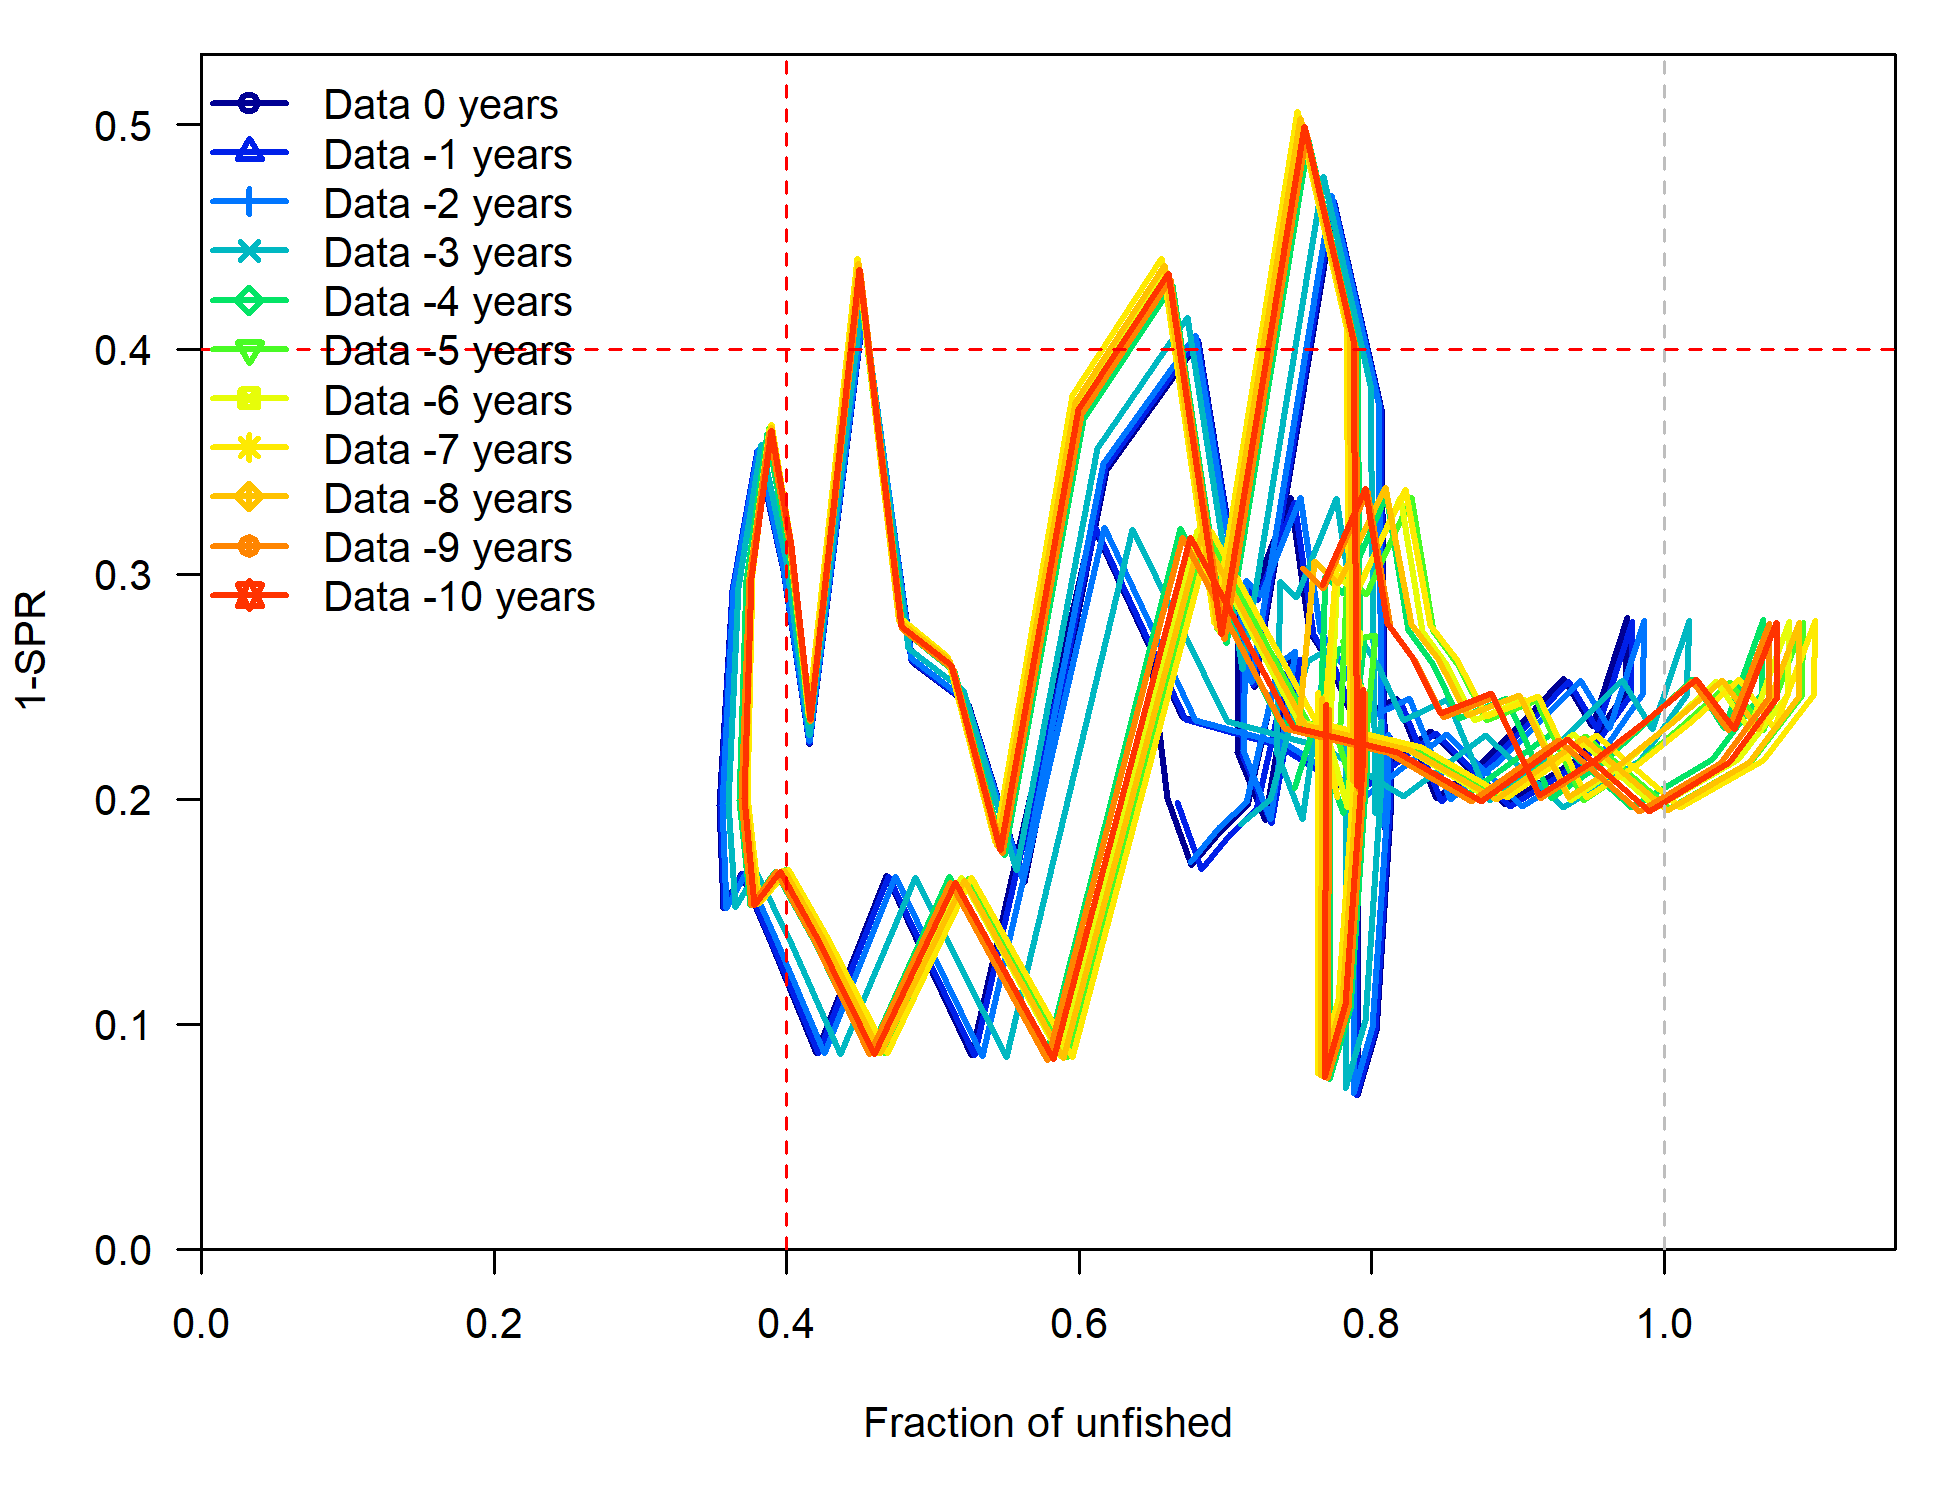 Data 0 years
Data -1 years
Data -2 years
Data -3 years
Data -4 years
Data -5 years
Data -6 years
Data -7 years
Data -8 years
Data -9 years
Data -10 years
0.5
0.4
0.3
0.2
0.1
0.0
1-SPR
0.0 0.2 0.4 0.6 0.8 1.0
Fraction of unfished